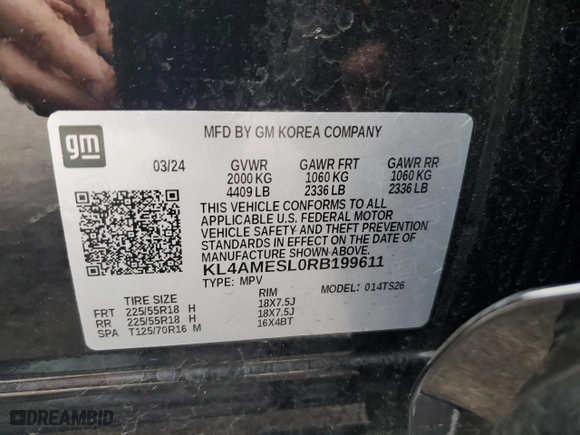 gm
MFD BY GM KOREA COMPANY
03/24 GVWR GAWR FRT GAWR RR
2000 KG 1060 KG 1060 KG
4409 LB 2336 LB 2336 LB
THIS VEHICLE CONFORMS TO ALL
APPLICABLE U.S. FEDERAL MOTOR
VEHICLE SAFETY AND THEFT PREVENTION
STANDARDS IN EFFECT ON THE DATE OF
MANUFACTURE SHOWN ABOVE.
KL4AMESL0RB199611
TYPE: MPV MODEL: 014TS26
TIRE SIZE RIM
FRT 225/55R18 H 18X7.5J
RR 225/55R18 H 18X7.5J
SPA T125/70R16 M 16X4BT
DREAMBID